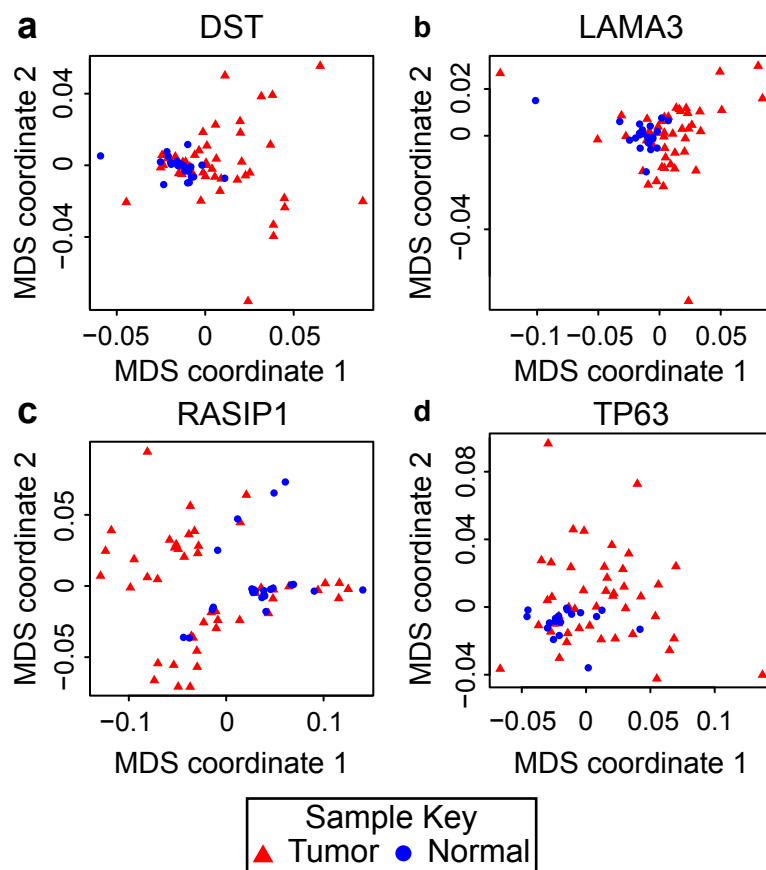 a DST
MDS coordinate 2
0.04
0
−0.04
−0.05 0 0.05
MDS coordinate 1
b LAMA3
MDS coordinate 2
0.02
0
−0.04
−0.1 −0.05 0 0.05
MDS coordinate 1
c RASIP1
MDS coordinate 2
0.05
0
−0.05
−0.1 0 0.1
MDS coordinate 1
d TP63
MDS coordinate 2
0.08
0.04
0
−0.04
−0.05 0 0.05 0.1
MDS coordinate 1
Sample Key
Tumor Normal